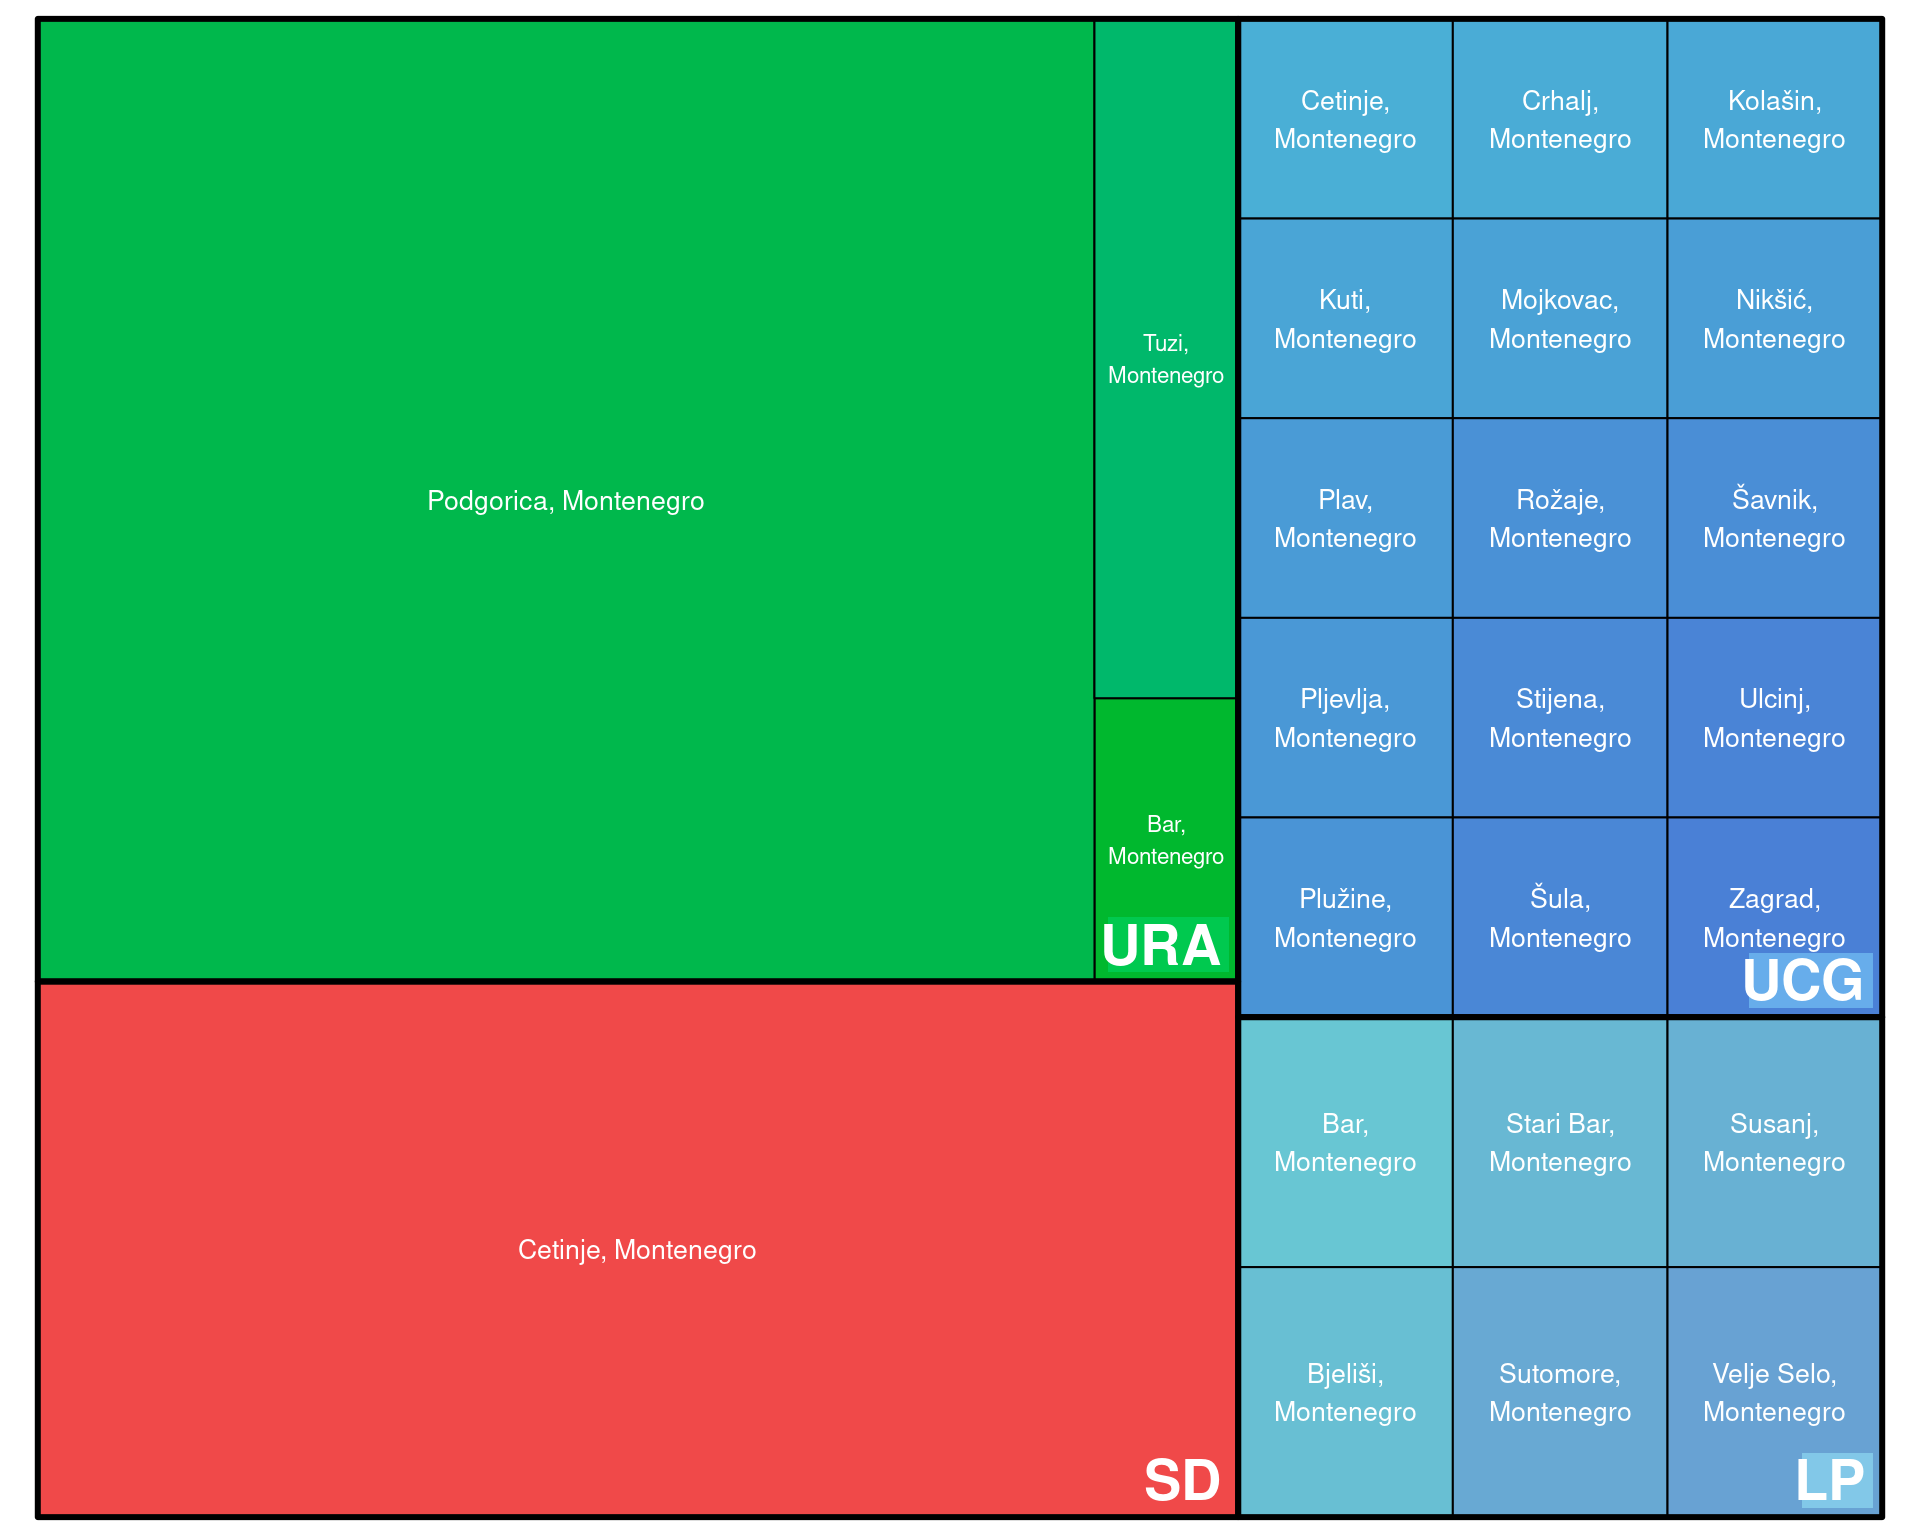 Podgorica, Montenegro
Tuzi,
Montenegro
Bar,
Montenegro
URA
Cetinje, Montenegro
SD
Cetinje,
Montenegro
Crhalj,
Montenegro
Kolašin,
Montenegro
Kuti,
Montenegro
Mojkovac,
Montenegro
Nikšić,
Montenegro
Plav,
Montenegro
Rožaje,
Montenegro
Šavnik,
Montenegro
Pljevlja,
Montenegro
Stijena,
Montenegro
Ulcinj,
Montenegro
Plužine,
Montenegro
Šula,
Montenegro
Zagrad,
Montenegro
UCG
Bar,
Montenegro
Stari Bar,
Montenegro
Susanj,
Montenegro
Bjeliši,
Montenegro
Sutomore,
Montenegro
Velje Selo,
Montenegro
LP